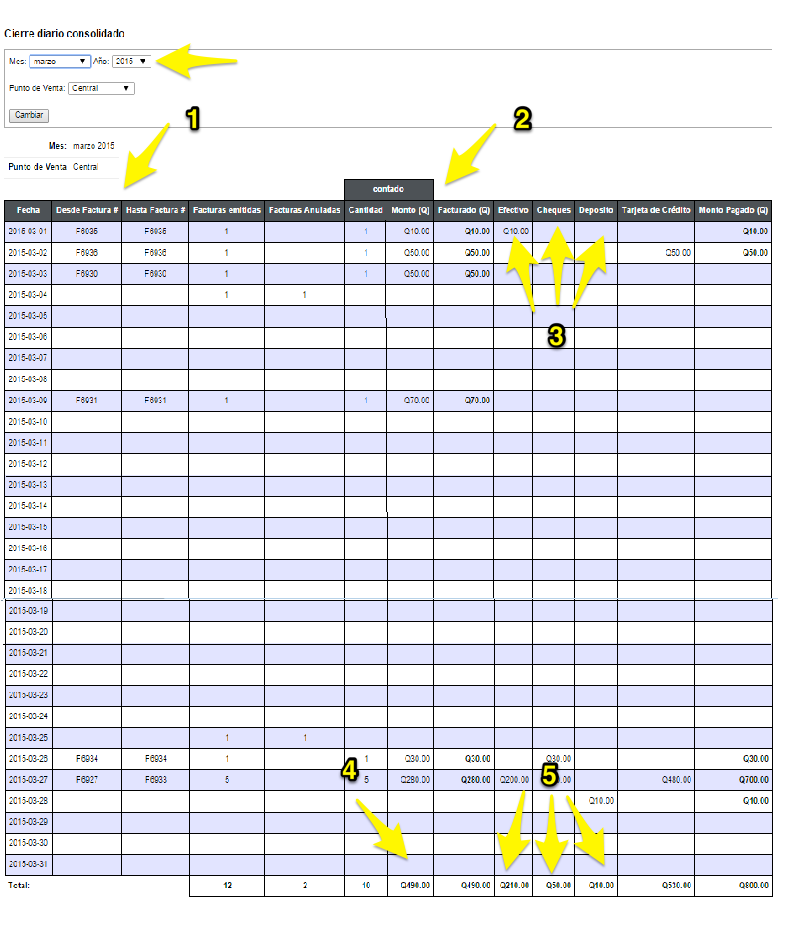 Cierre diario consolidado
Mes: marzo Año: 2015
Punto de Venta: Central
Cambiar
1
2
Mes: marzo 2015
Punto de Venta Central
contado
Fecha Desde Factura # Hasta Factura # Facturas emitidas Facturas Anuladas Cantidad Monto (Q) Facturado (Q) Efectivo Cheques Deposito Tarjeta de Crédito Monto Pagado (Q)
2015-03-01 F6935 F6935 1 1 Q10.00 Q10.00 Q10.00 Q10.00
2015-03-02 F6936 F6936 1 1 Q50.00 Q50.00 Q50.00 Q50.00
2015-03-03 F6930 F6930 1 1 Q50.00 Q50.00
2015-03-04 1 1
2015-03-05
3
2015-03-06
2015-03-07
2015-03-08
2015-03-09 F6931 F6931 1 1 Q70.00 Q70.00
2015-03-10
2015-03-11
2015-03-12
2015-03-13
2015-03-14
2015-03-15
2015-03-16
2015-03-17
2015-03-18
2015-03-19
2015-03-20
2015-03-21
2015-03-22
2015-03-23
2015-03-24
2015-03-25 1 1
2015-03-26 F6934 F6934 1 1 Q30.00 Q30.00 Q30.00 Q30.00
4
5
2015-03-27 F6927 F6933 5 5 Q280.00 Q280.00 Q200.00 Q480.00 Q700.00
2015-03-28 Q10.00 Q10.00
2015-03-29
2015-03-30
2015-03-31
Total: 12 2 10 Q490.00 Q490.00 Q210.00 Q50.00 Q10.00 Q530.00 Q800.00